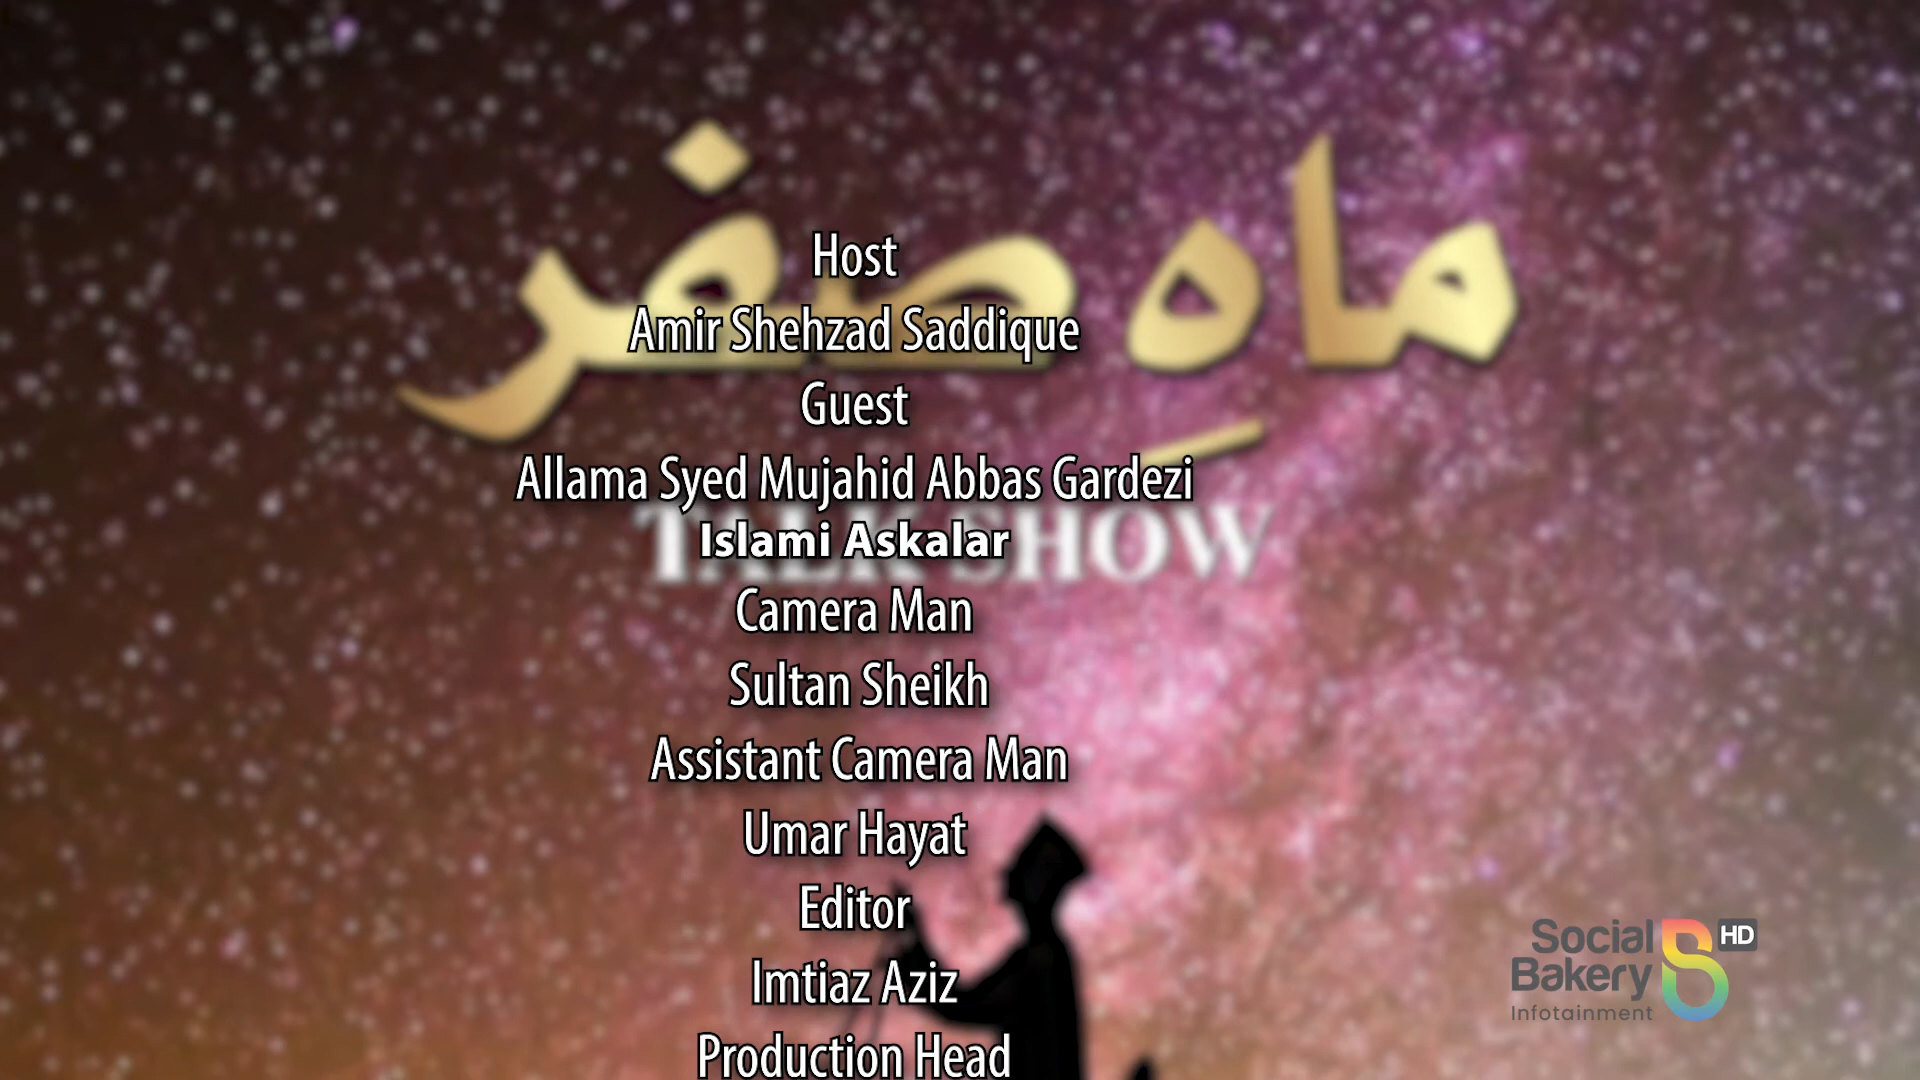 ماهِ صفر
TALK SHOW
Host
Amir Shehzad Saddique
Guest
Allama Syed Mujahid Abbas Gardezi
Islami Askalar
Camera Man
Sultan Sheikh
Assistant Camera Man
Umar Hayat
Editor
Imtiaz Aziz
Production Head
Social
Bakery
Infotainment
HD